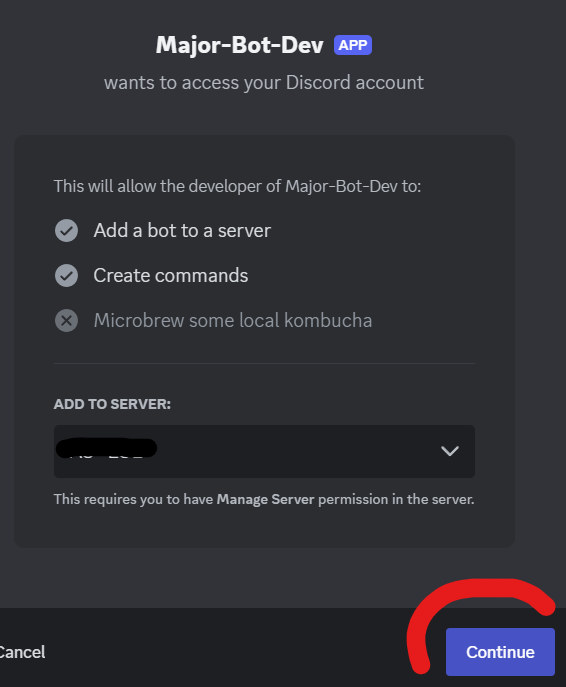 Major-Bot-Dev APP
wants to access your Discord account
This will allow the developer of Major-Bot-Dev to:
Add a bot to a server
Create commands
Microbrew some local kombucha
ADD TO SERVER:
This requires you to have Manage Server permission in the server.
Cancel
Continue